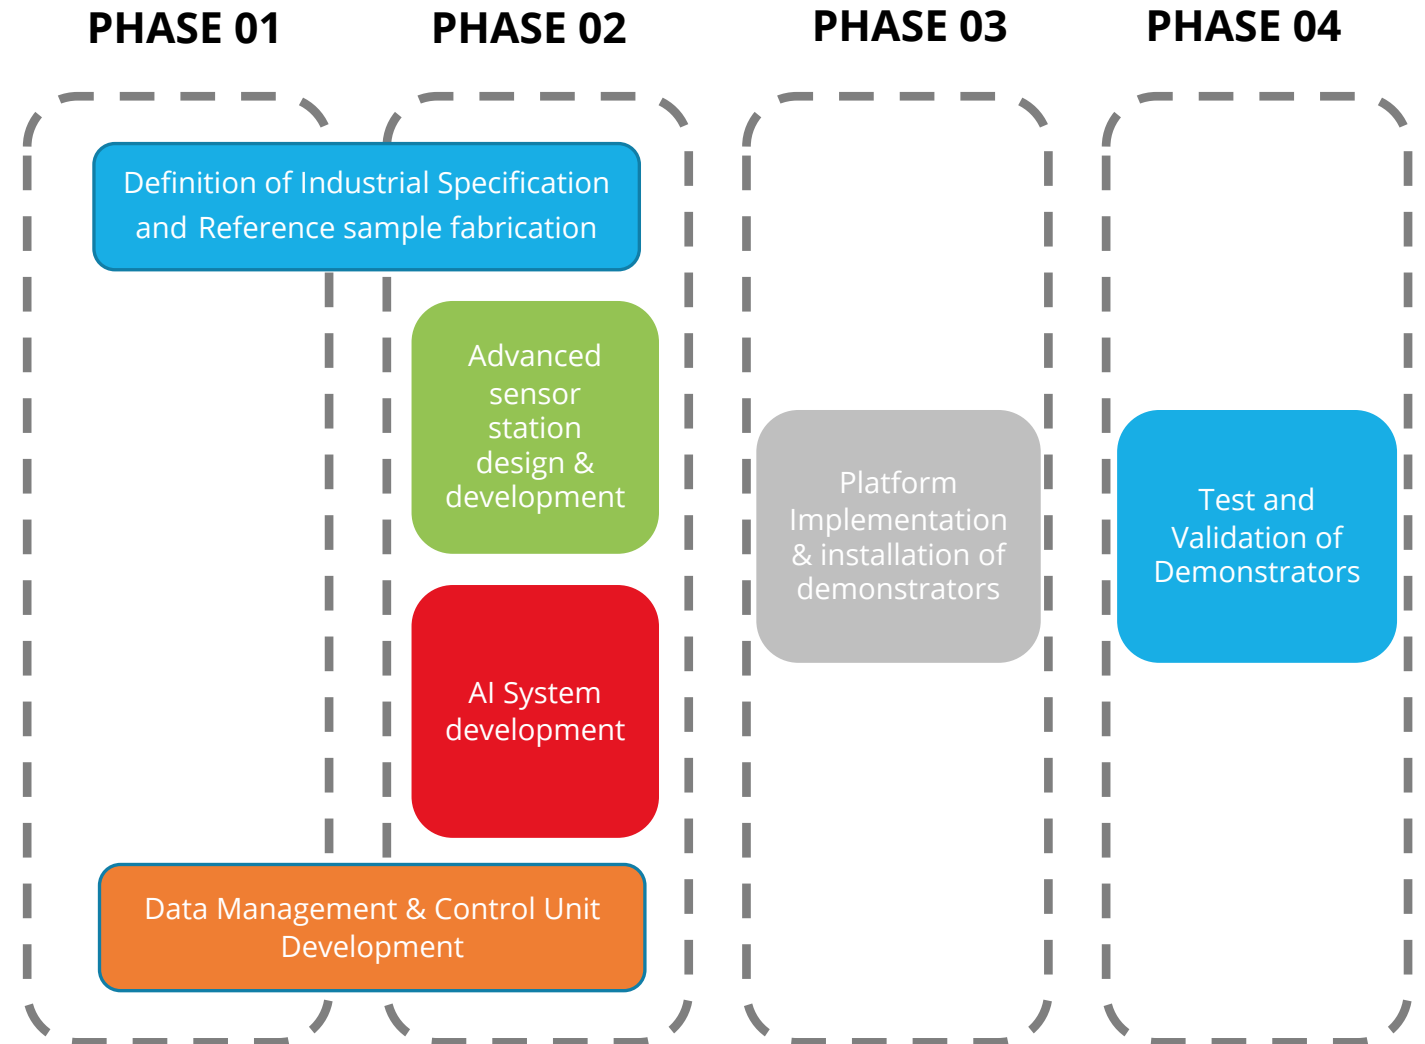 PHASE 01
PHASE 02
PHASE 03
PHASE 04
Definition of Industrial Specification
and Reference sample fabrication
Advanced
sensor
station
design &
development
AI System
development
Data Management & Control Unit
Development
Platform
Implementation
& installation of
demonstrators
Test and
Validation of
Demonstrators